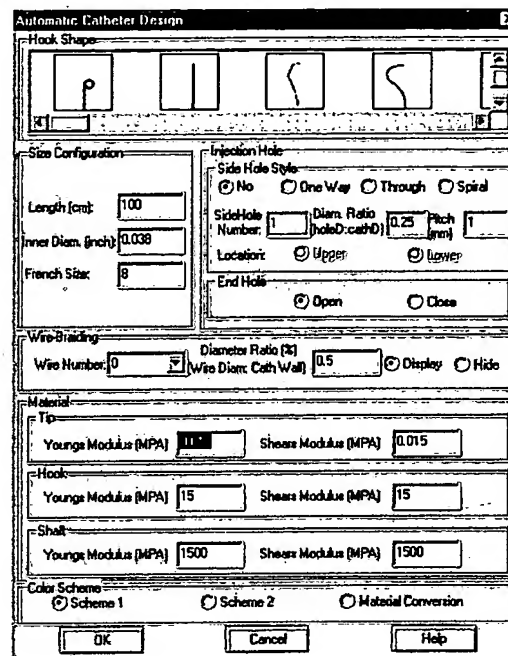 Automatic Catheter Design
Hook Shape
Size Configuration
Length [cm]: 100
Inner Diam. (inch): 0.038
French Size: 8
Injection Hole
Side Hole Style
No One Way Through Spiral
SideHole Number: 1 Diam. Ratio (holeD:cathD) 0.25 Pitch (mm) 1
Location: Upper Lower
End Hole
Open Close
Wire-Braiding
Wire Number: 0 Diameter Ratio [%] (Wire Diam: Cath Wall) 0.5 Display Hide
Material
Tip
Youngs Modulus (MPA) Shears Modulus (MPA) 0.015
Hook
Youngs Modulus (MPA) 15 Shears Modulus (MPA) 15
Shaft
Youngs Modulus (MPA) 1500 Shears Modulus (MPA) 1500
Color Scheme
Scheme 1 Scheme 2 Material Conversion
OK Cancel Help